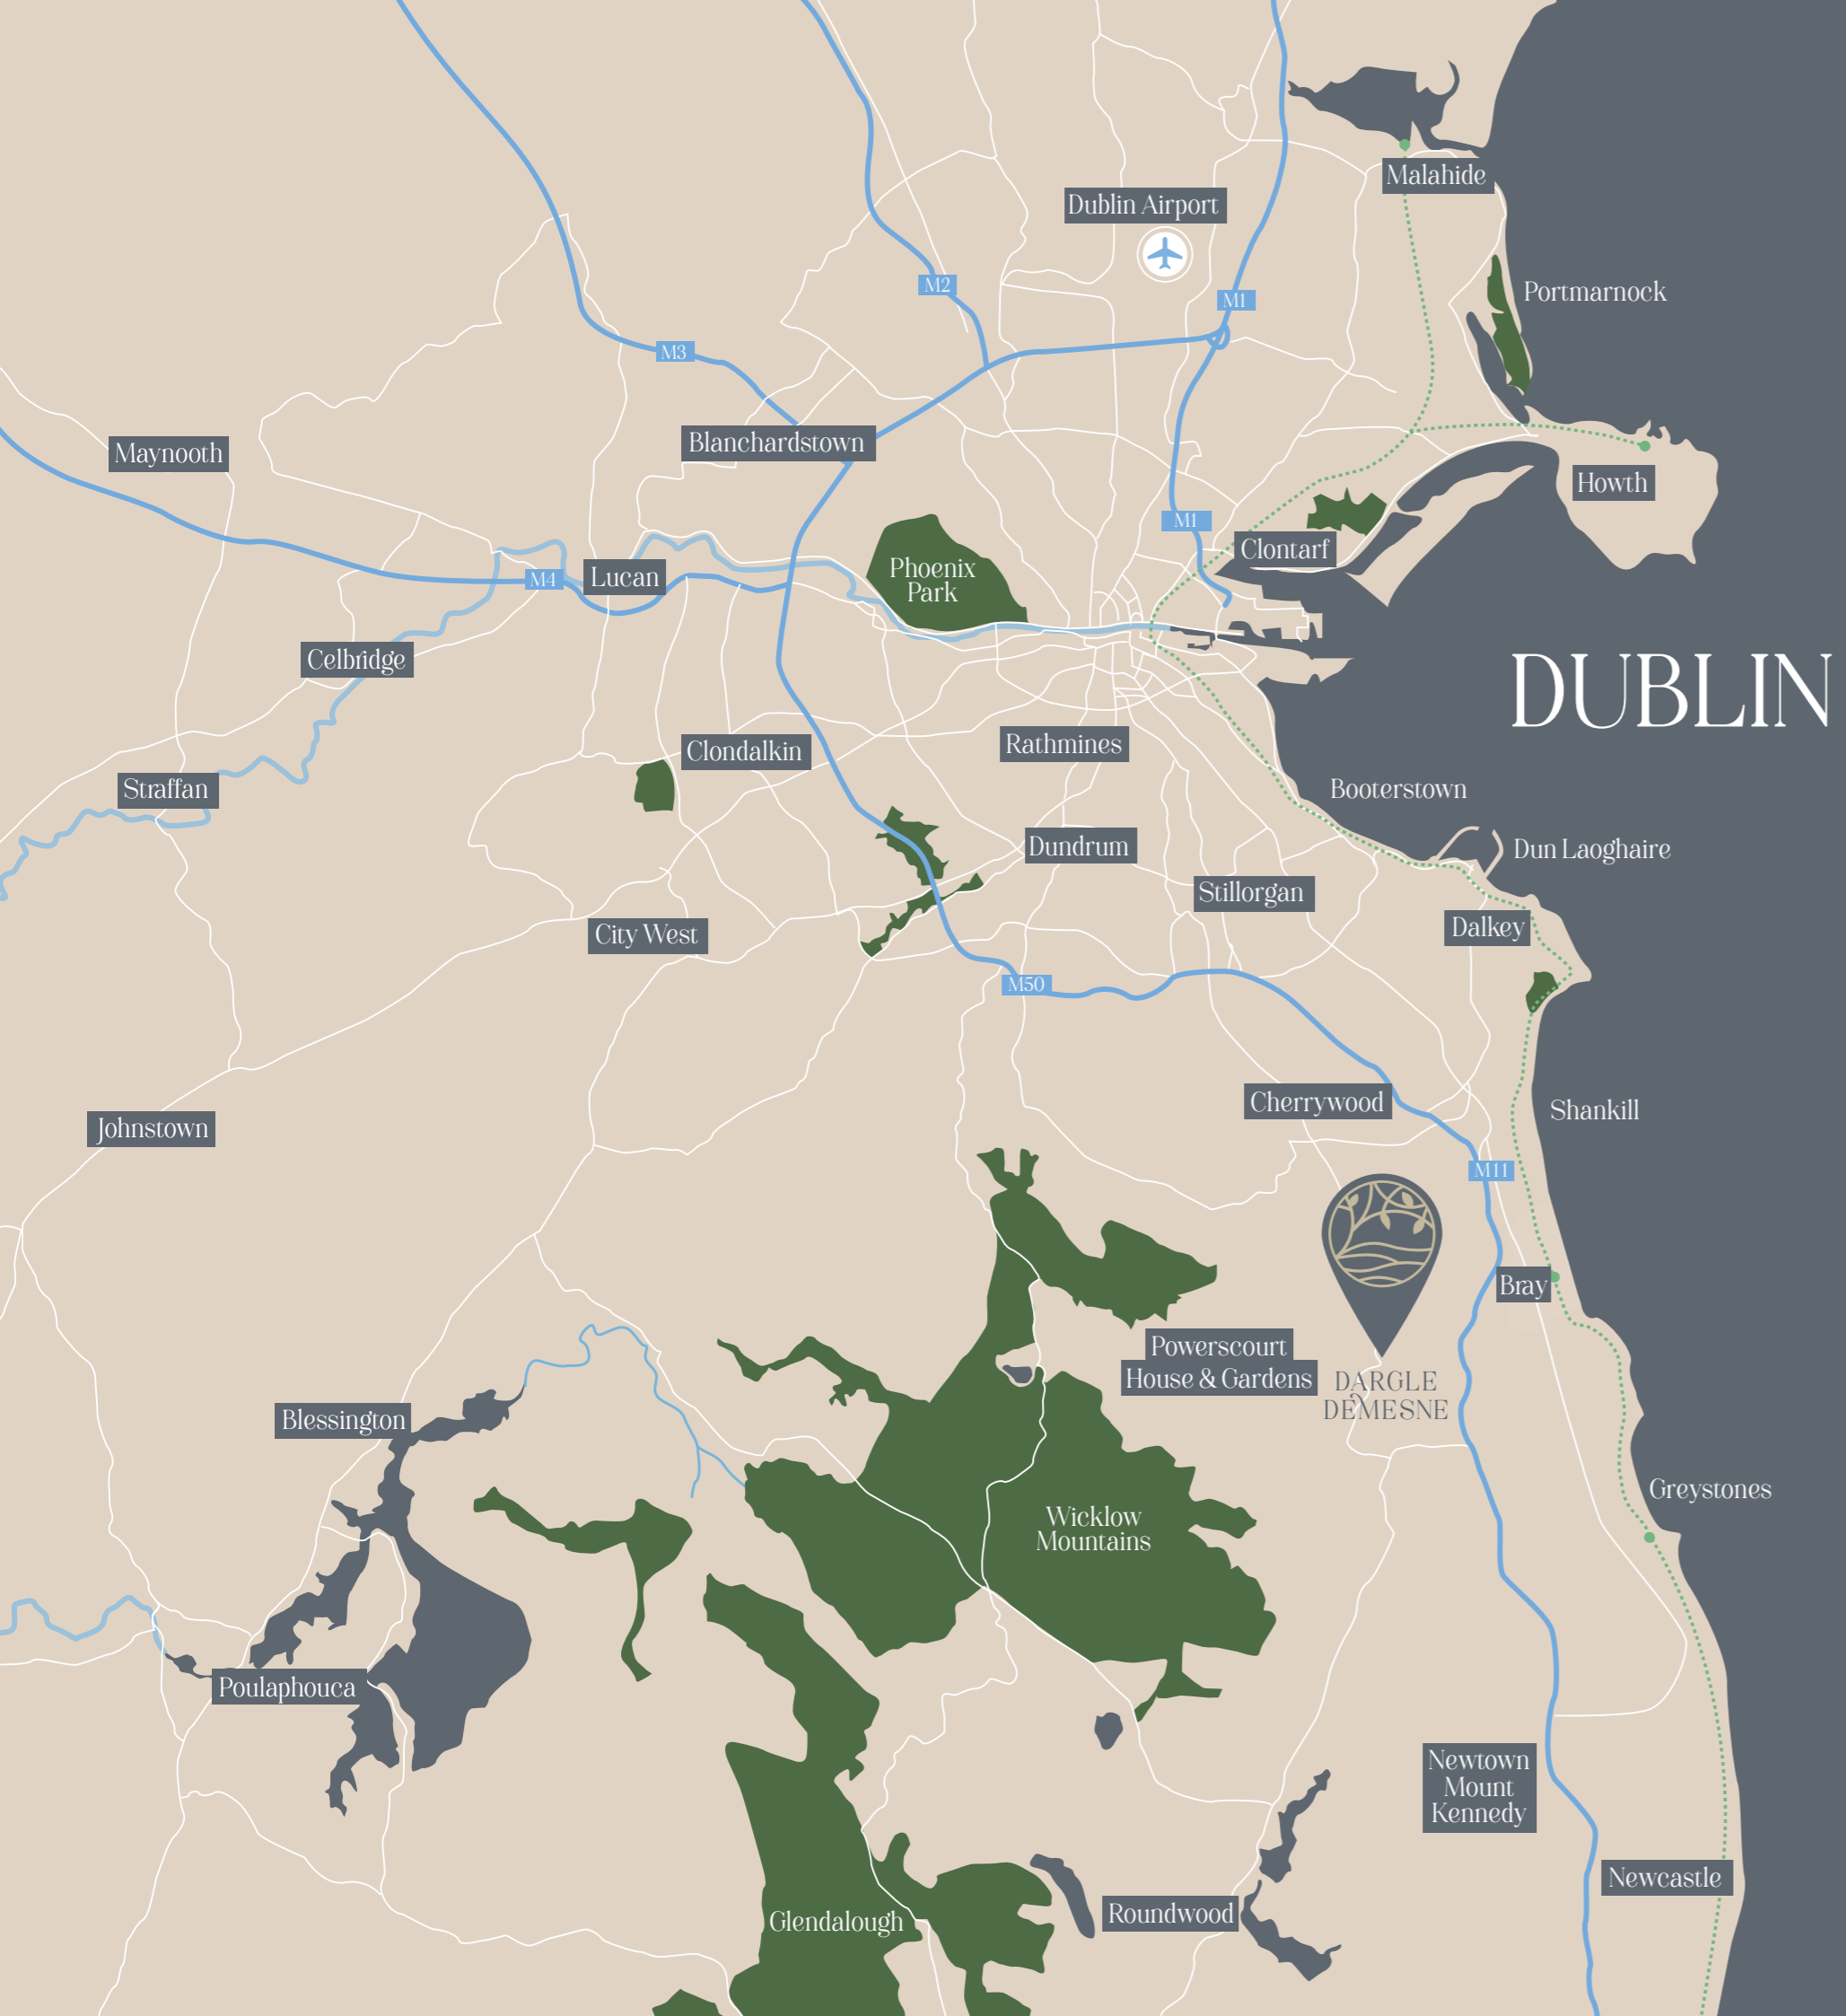 Malahide
Dublin Airport
M2
M1
Portmarnock
M3
Blanchardstown
Maynooth
Howth
M1
Clontarf
Phoenix
Park
M4
Lucan
Celbridge
DUBLIN
Rathmines
Clondalkin
Straffan
Booterstown
Dundrum
Dun Laoghaire
Stillorgan
City West
Dalkey
M50
Cherrywood
Shankill
Johnstown
M11
Bray
Powerscourt
House & Gardens
DARGLE
DEMESNE
Blessington
Greystones
Wicklow
Mountains
Poulaphouca
Newtown
Mount
Kennedy
Newcastle
Roundwood
Glendalough